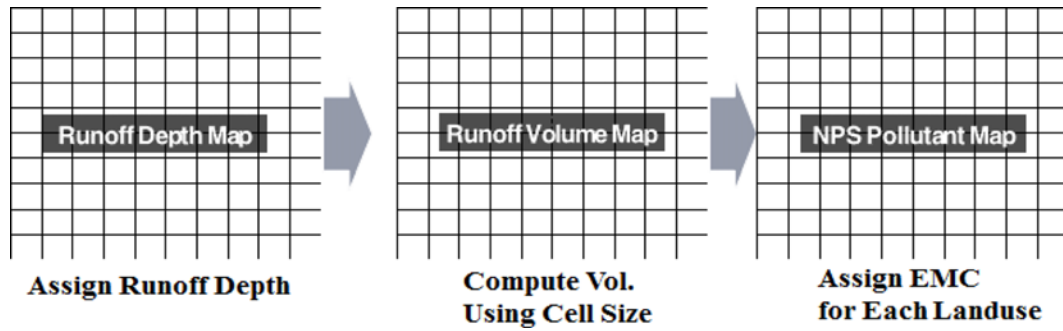 Runoff Depth Map
Runoff Volume Map
NPS Pollutant Map
Assign Runoff Depth
Compute Vol.
Using Cell Size
Assign EMC
for Each Landuse